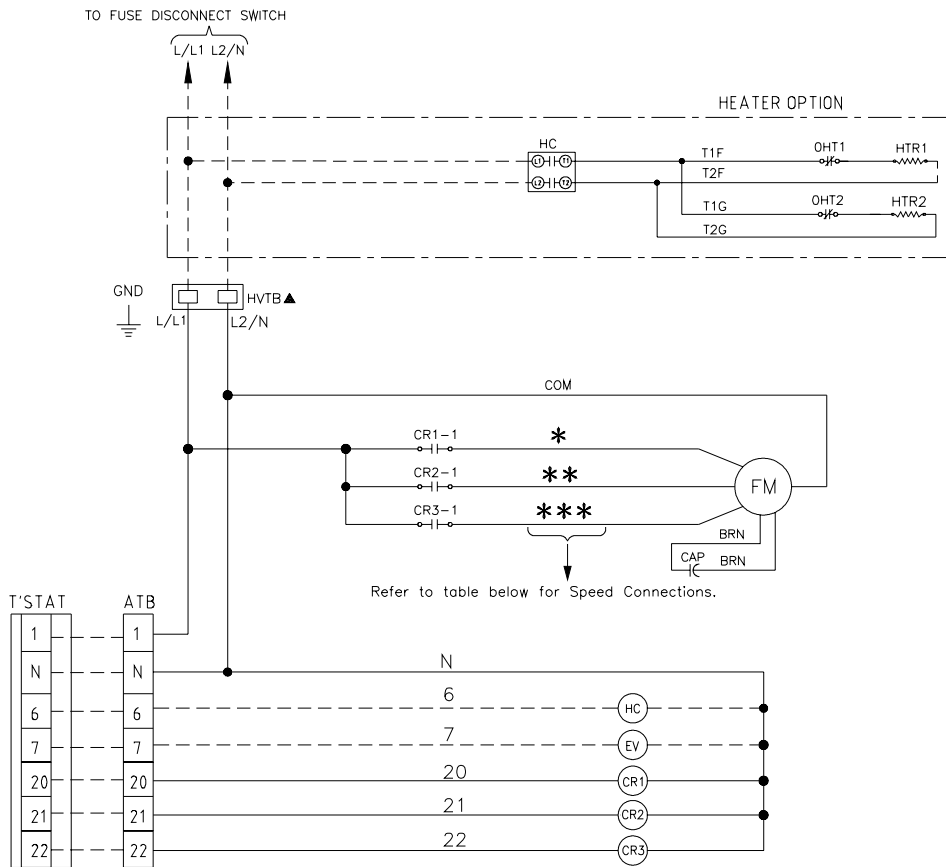 TO FUSE DISCONNECT SWITCH
L/L1 L2/N
HEATER OPTION
HC
L1 T1
L2 T2
T1F OHT1 HTR1
T2F
T1G OHT2 HTR2
T2G
GND
HVTB▲
L/L1 L2/N
COM
CR1-1 *
CR2-1 **
FM
CR3-1 ***
BRN
CAP BRN
Refer to table below for Speed Connections.
T'STAT ATB
1 1
N N N
6 6 6 HC
7 7 7 EV
20 20 20 CR1
21 21 21 CR2
22 22 22 CR3